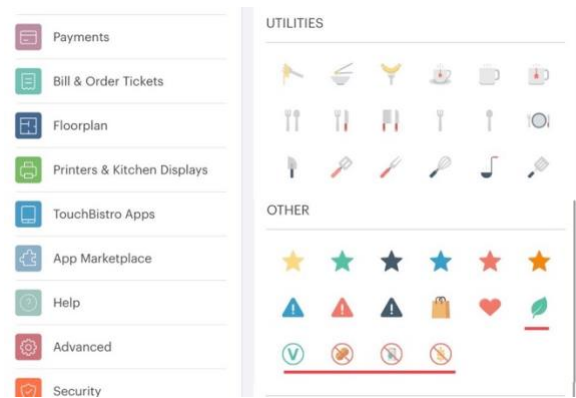 Payments
Bill & Order Tickets
Floorplan
Printers & Kitchen Displays
TouchBistro Apps
App Marketplace
Help
Advanced
Security
UTILITIES
OTHER
V